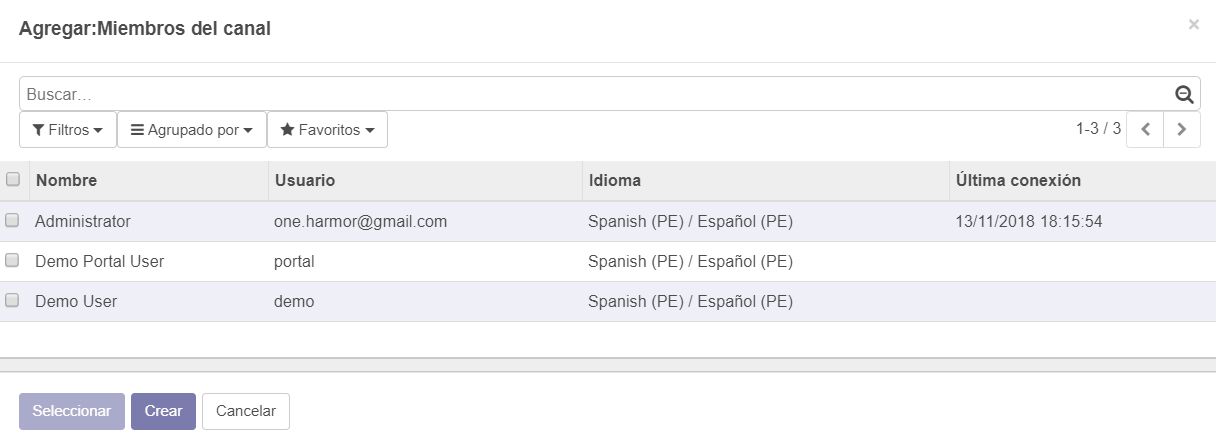 Agregar:Miembros del canal ×
Buscar...
Filtros Agrupado por Favoritos 1-3 / 3
Nombre Usuario Idioma Última conexión
Administrator one.harmor@gmail.com Spanish (PE) / Español (PE) 13/11/2018 18:15:54
Demo Portal User portal Spanish (PE) / Español (PE)
Demo User demo Spanish (PE) / Español (PE)
Seleccionar Crear Cancelar